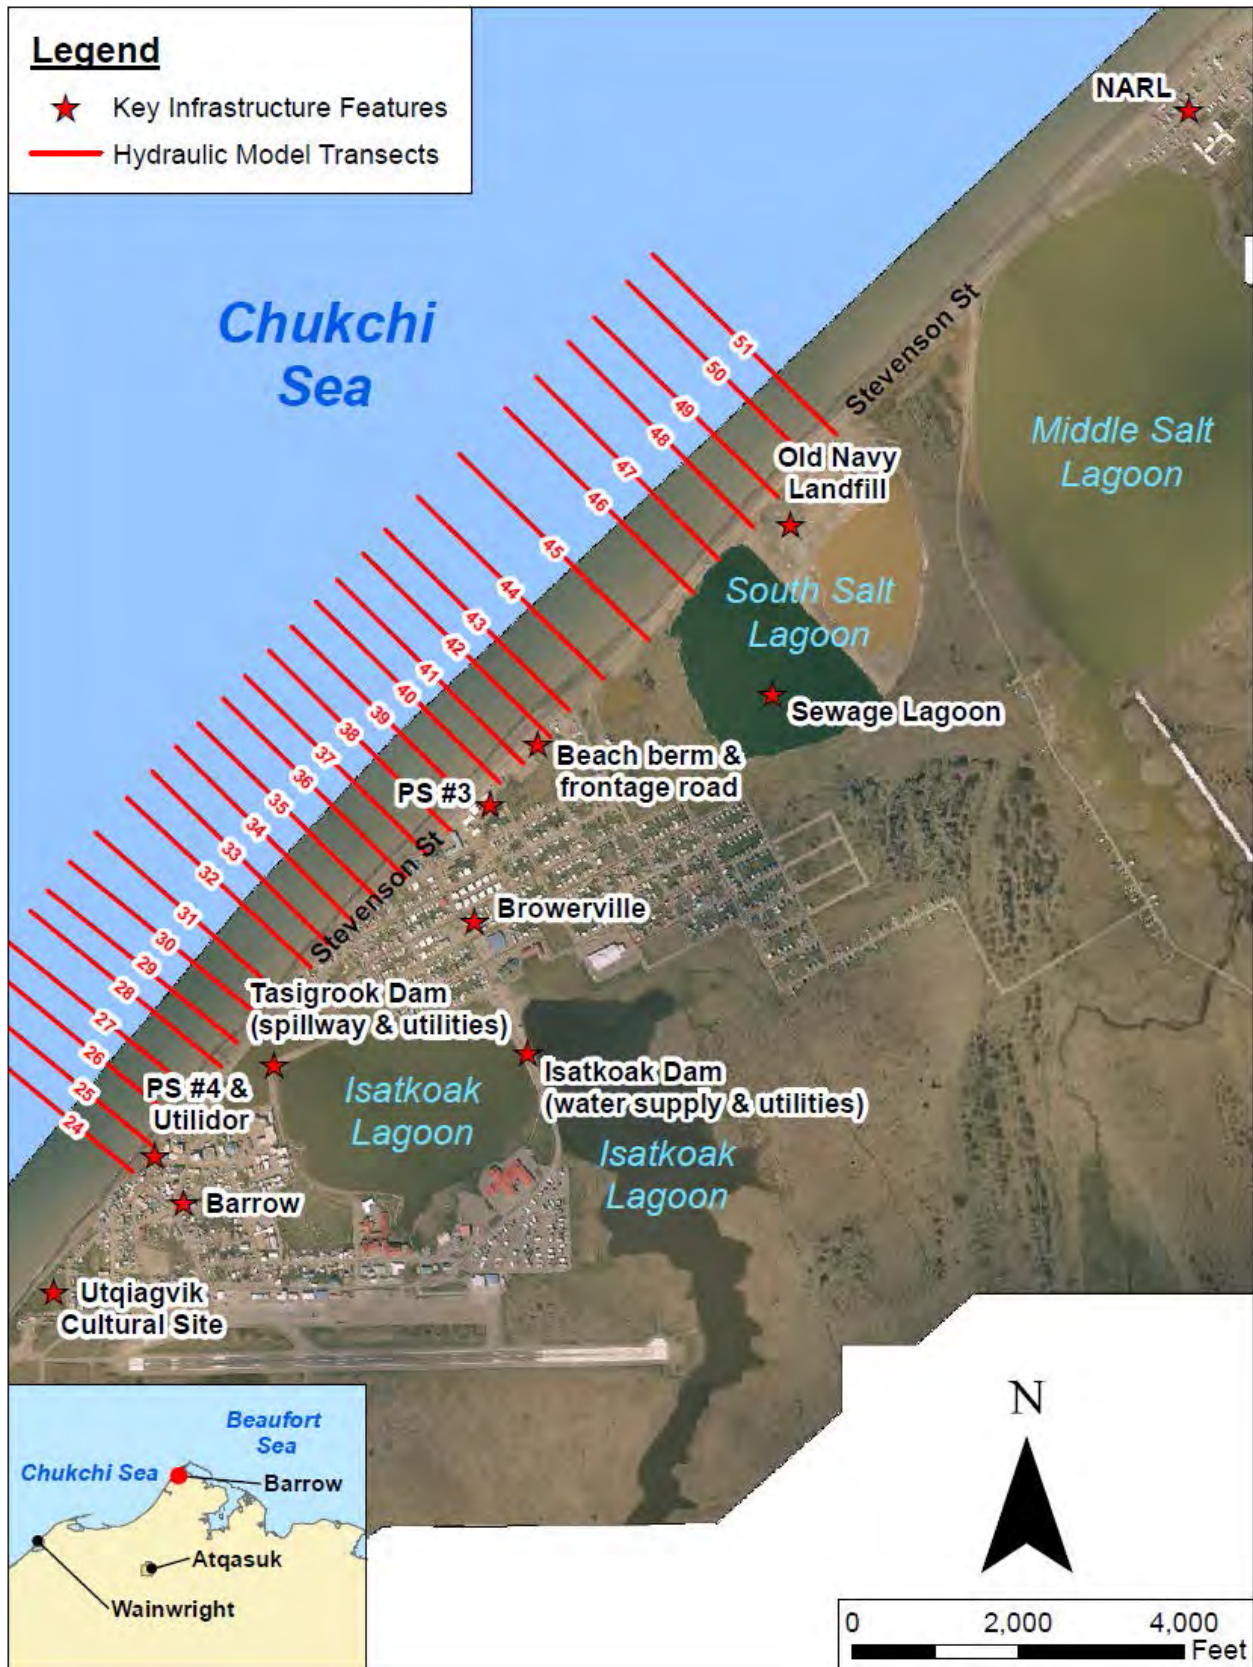 Legend
Key Infrastructure Features
Hydraulic Model Transects
NARL
Chukchi
Sea
Stevenson St
Middle Salt
Lagoon
51
50
49
48
47
46
45
44
43
42
41
40
39
38
37
36
35
34
33
32
31
30
29
28
27
26
25
24
Old Navy
Landfill
South Salt
Lagoon
Sewage Lagoon
Beach berm &
frontage road
PS #3
Stevenson St
Browerville
Tasigrook Dam
(spillway & utilities)
Isatkoak Dam
(water supply & utilities)
PS #4 &
Utilidor
Isatkoak
Lagoon
Isatkoak
Lagoon
Barrow
Utqiagvik
Cultural Site
Beaufort
Sea
Chukchi Sea
Barrow
Atqasuk
Wainwright
N
0 2,000 4,000
Feet